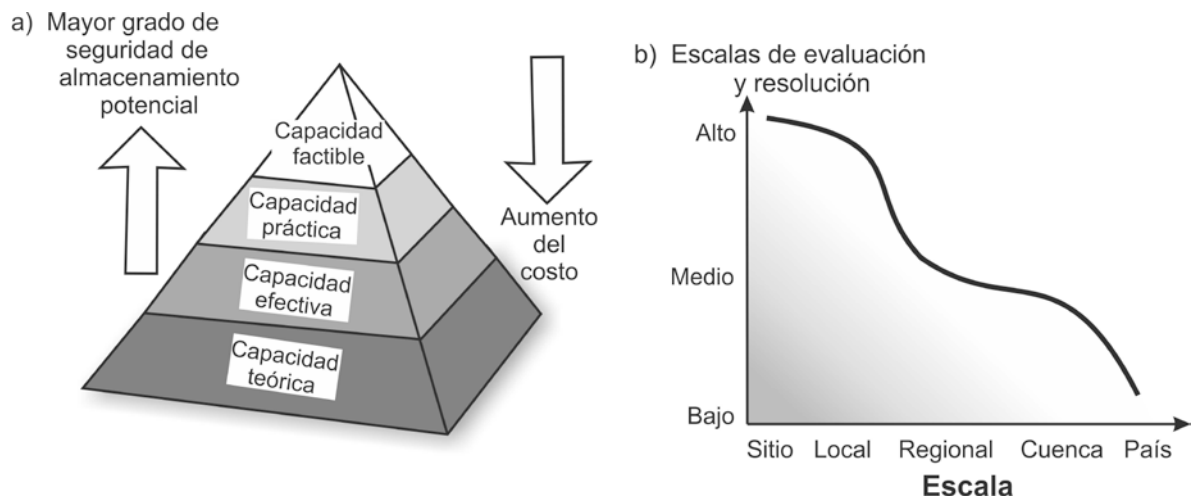 a) Mayor grado de
seguridad de
almacenamiento
potencial
Capacidad
factible
Capacidad
práctica
Capacidad
efectiva
Capacidad
teórica
Aumento
del
costo
b) Escalas de evaluación
y resolución
Alto
Medio
Bajo
Sitio Local Regional Cuenca País
Escala